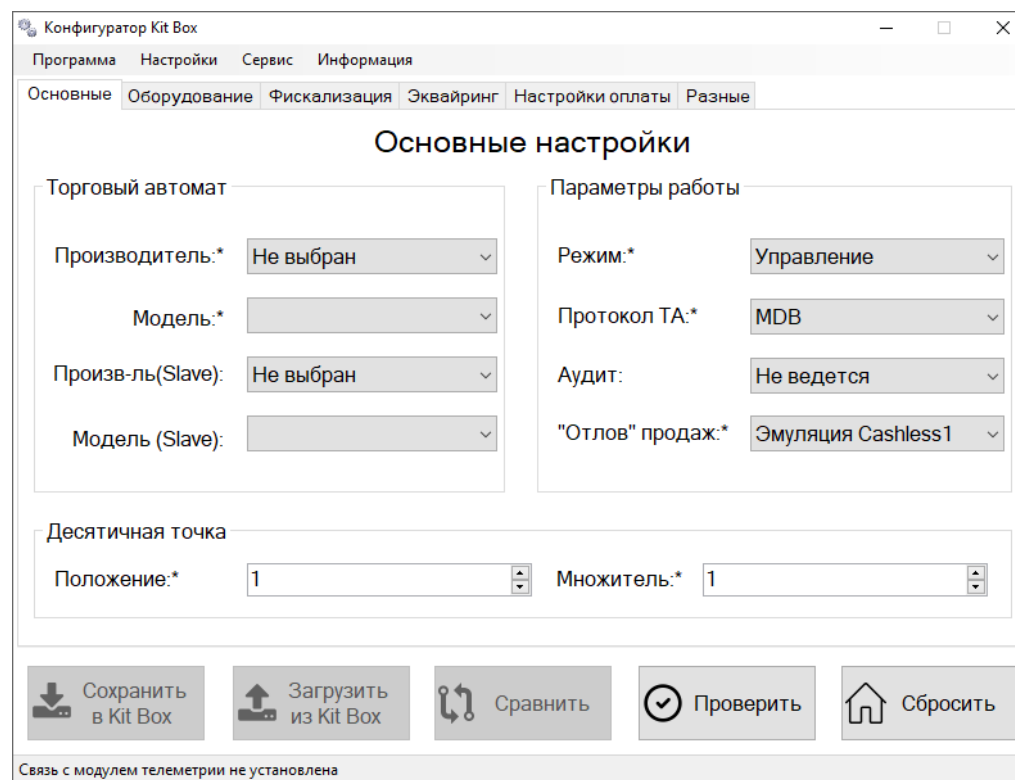 Конфигуратор Kit Box
Программа Настройки Сервис Информация
Основные Оборудование Фискализация Эквайринг Настройки оплаты Разные
Основные настройки
Торговый автомат
Производитель:* Не выбран
Модель:*
Произв-ль(Slave): Не выбран
Модель (Slave):
Параметры работы
Режим:* Управление
Протокол ТА:* MDB
Аудит: Не ведется
"Отлов" продаж:* Эмуляция Cashless1
Десятичная точка
Положение:* 1 Множитель:* 1
Сохранить
в Kit Box
Загрузить
из Kit Box
Сравнить
Проверить
Сбросить
Связь с модулем телеметрии не установлена